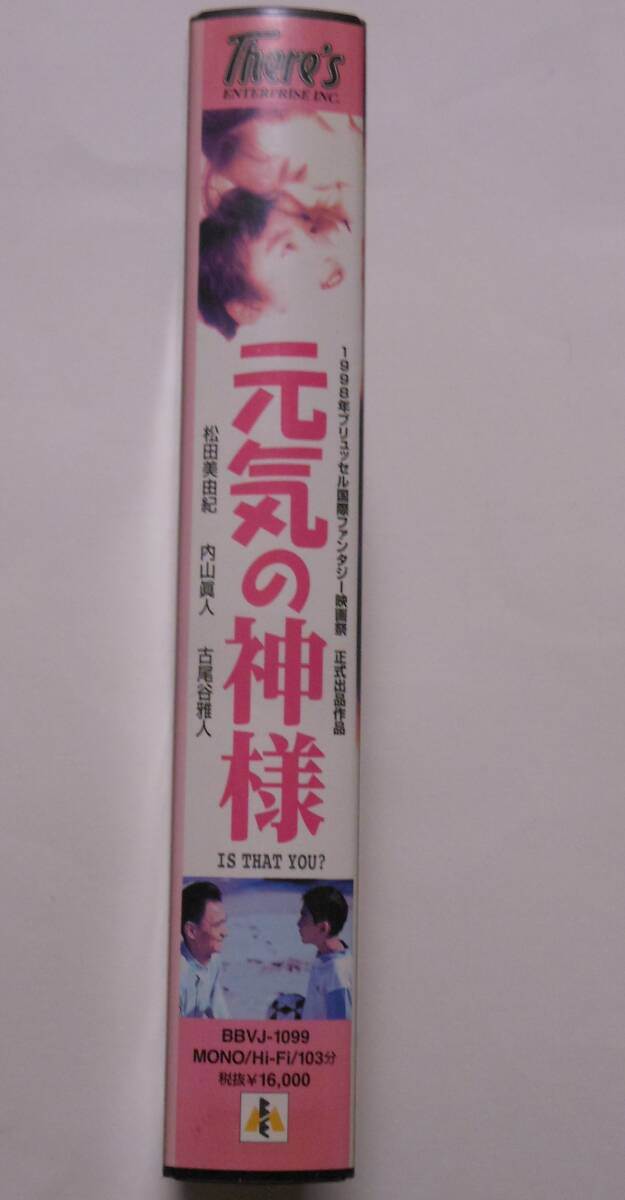 There's
ENTERPRISE INC.
1998年ブリュッセル国際ファンタジー映画祭 正式出品作品
元気の神様
松田美由紀 内山眞人 古尾谷雅人
IS THAT YOU?
BBVJ-1099
MONO/Hi-Fi/103分
税抜¥16,000